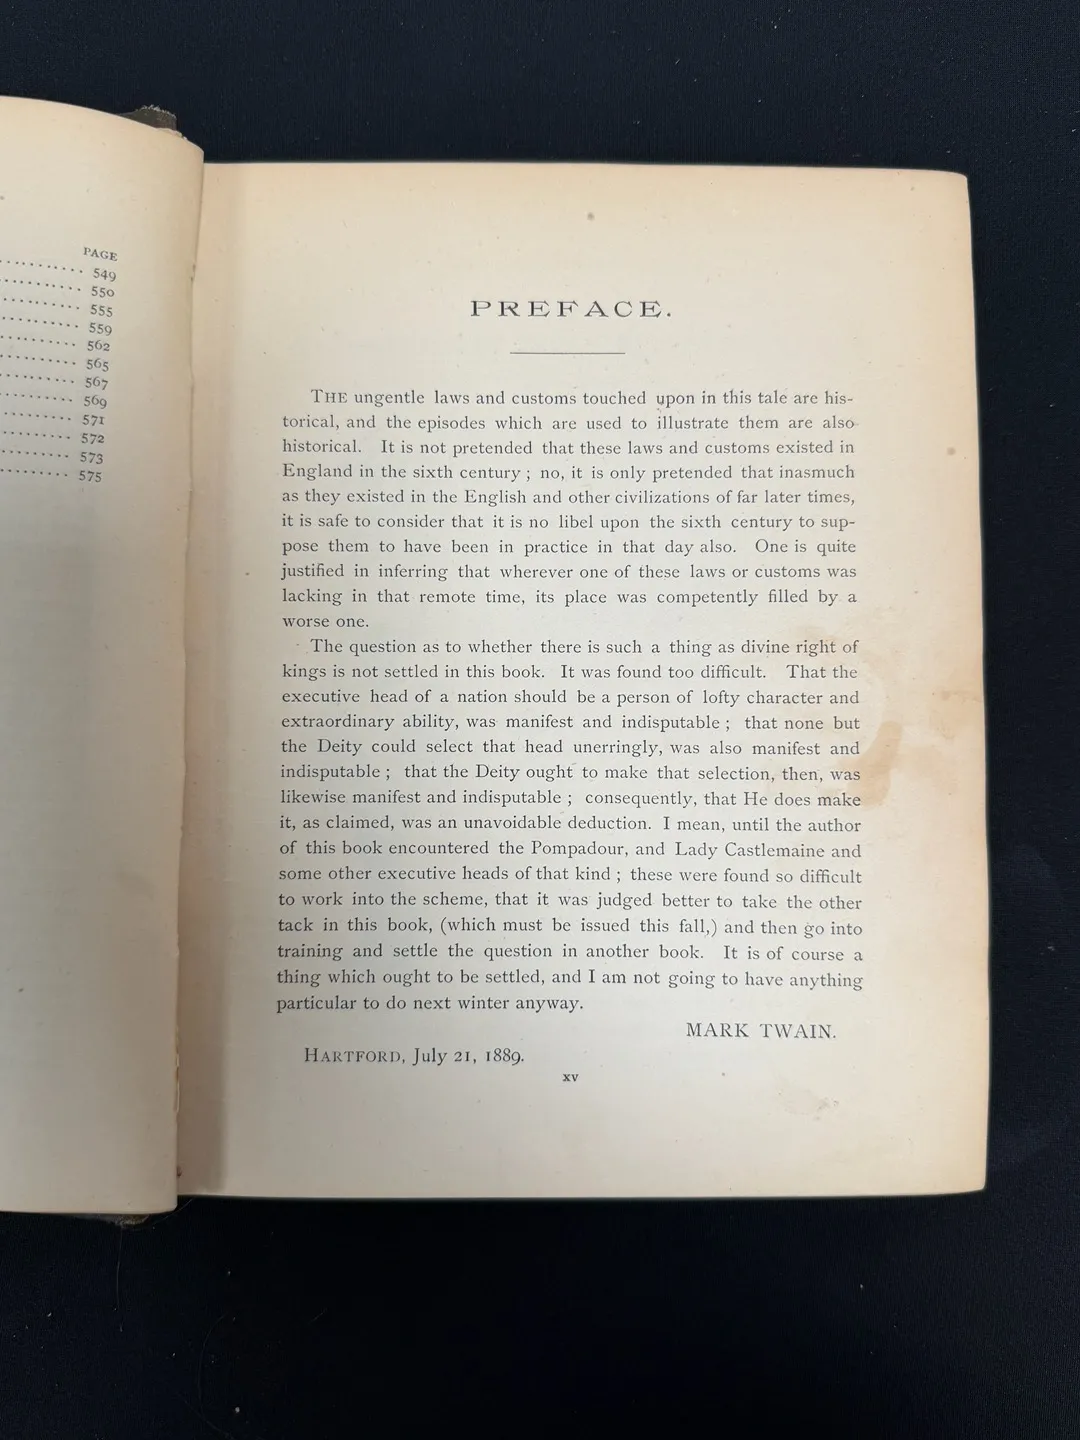 PAGE
549
550
555
559
562
565
567
569
571
572
573
575
PREFACE.
THE ungentle laws and customs touched upon in this tale are his-
torical, and the episodes which are used to illustrate them are also
historical. It is not pretended that these laws and customs existed in
England in the sixth century ; no, it is only pretended that inasmuch
as they existed in the English and other civilizations of far later times,
it is safe to consider that it is no libel upon the sixth century to sup-
pose them to have been in practice in that day also. One is quite
justified in inferring that wherever one of these laws or customs was
lacking in that remote time, its place was competently filled by a
worse one.
The question as to whether there is such a thing as divine right of
kings is not settled in this book. It was found too difficult. That the
executive head of a nation should be a person of lofty character and
extraordinary ability, was manifest and indisputable ; that none but
the Deity could select that head unerringly, was also manifest and
indisputable ; that the Deity ought to make that selection, then, was
likewise manifest and indisputable ; consequently, that He does make
it, as claimed, was an unavoidable deduction. I mean, until the author
of this book encountered the Pompadour, and Lady Castlemaine and
some other executive heads of that kind ; these were found so difficult
to work into the scheme, that it was judged better to take the other
tack in this book, (which must be issued this fall,) and then go into
training and settle the question in another book. It is of course a
thing which ought to be settled, and I am not going to have anything
particular to do next winter anyway.
MARK TWAIN.
HARTFORD, July 21, 1889.
xv